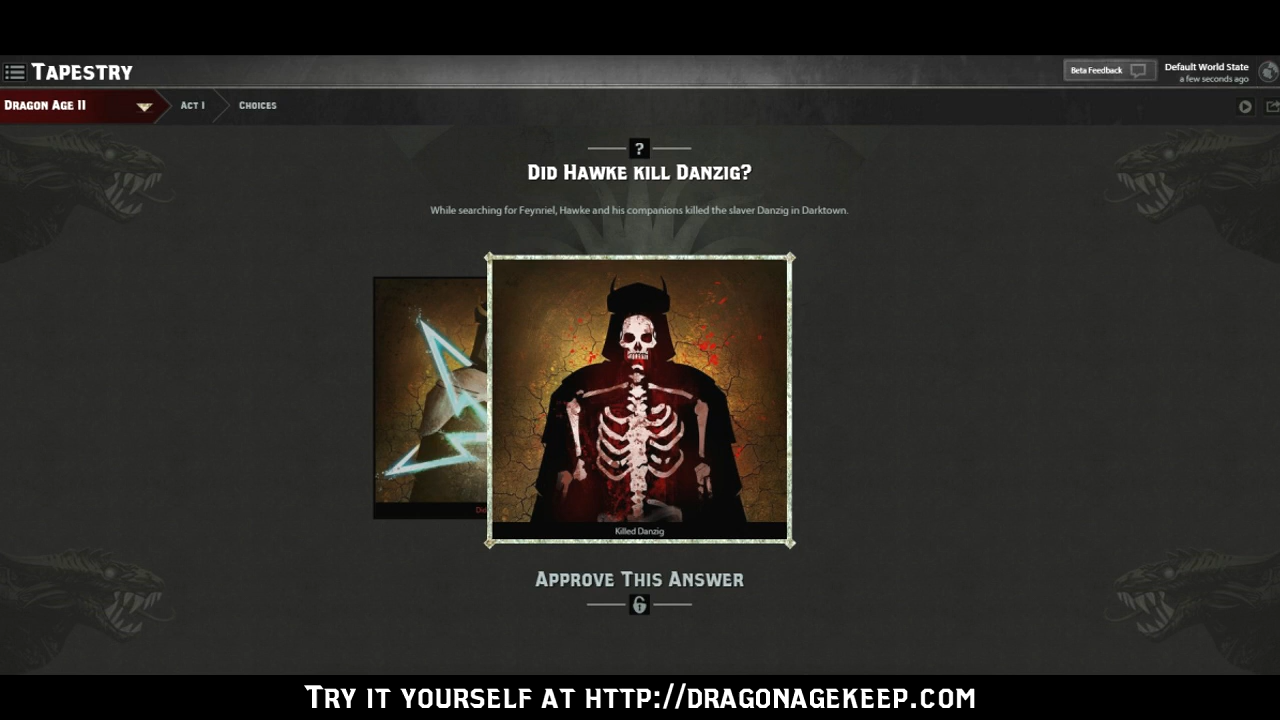 Tapestry
Beta Feedback
Default World State
a few seconds ago
Dragon Age II
Act I
Choices
?
Did Hawke kill Danzig?
While searching for Feynriel, Hawke and his companions killed the slaver Danzig in Darktown.
Killed Danzig
Approve This Answer
Try it yourself at http://dragonagekeep.com